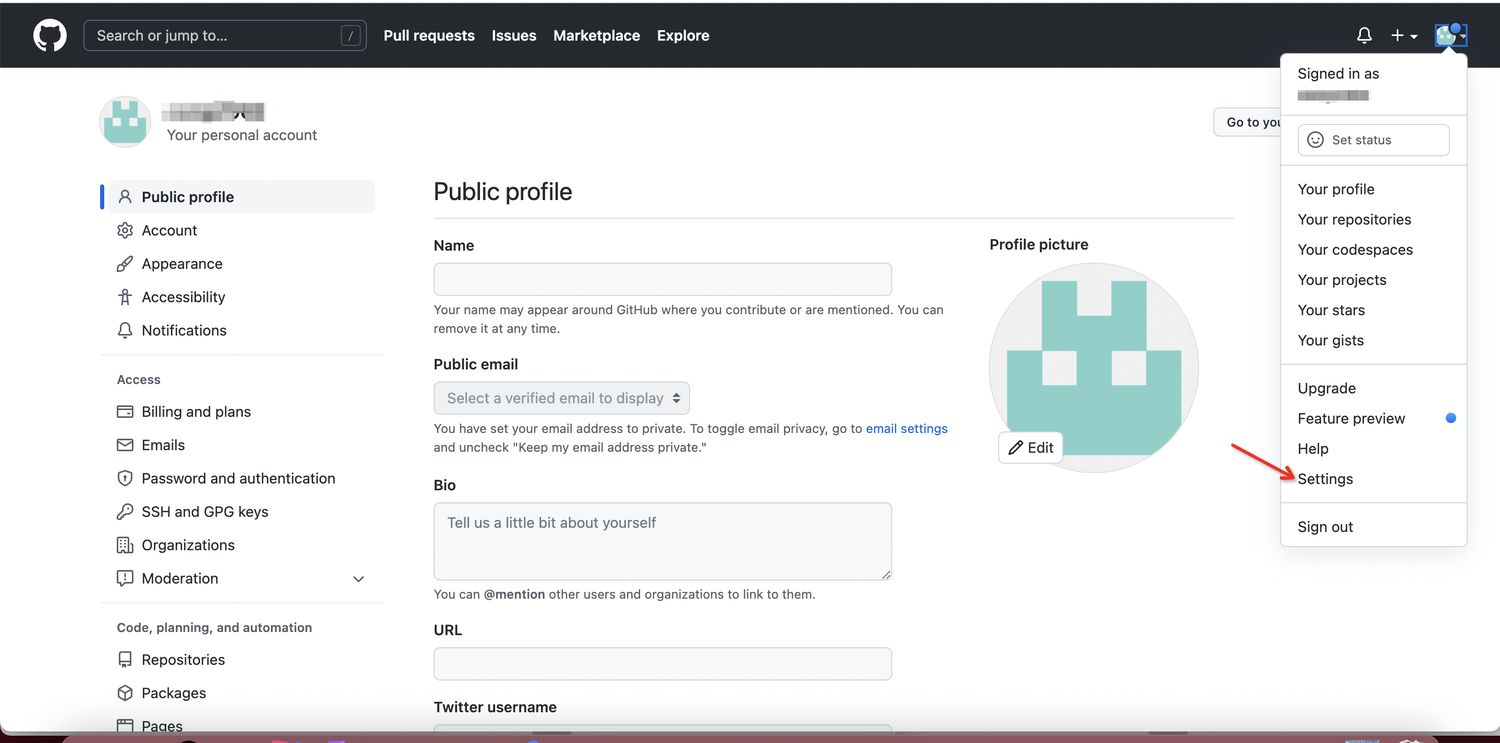 Search or jump to... /
Pull requests
Issues
Marketplace
Explore
Signed in as
Set status
Your profile
Your repositories
Your codespaces
Your projects
Your stars
Your gists
Upgrade
Feature preview
Help
Settings
Sign out
Your personal account
Go to you
Public profile
Account
Appearance
Accessibility
Notifications
Access
Billing and plans
Emails
Password and authentication
SSH and GPG keys
Organizations
Moderation
Code, planning, and automation
Repositories
Packages
Pages
Public profile
Name
Your name may appear around GitHub where you contribute or are mentioned. You can
remove it at any time.
Public email
Select a verified email to display
You have set your email address to private. To toggle email privacy, go to email settings
and uncheck "Keep my email address private."
Bio
Tell us a little bit about yourself
You can @mention other users and organizations to link to them.
URL
Twitter username
Profile picture
Edit